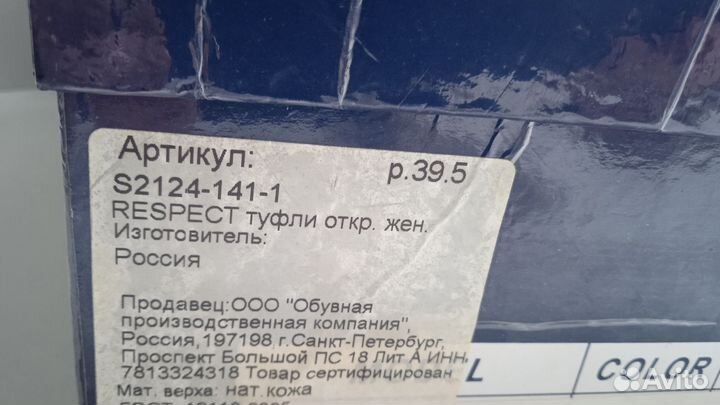 Артикул: р.39.5
S2124-141-1
RESPECT туфли откр. жен.
Изготовитель:
Россия
Продавец:ООО "Обувная
производственная компания",
Россия,197198,г.Санкт-Петербург,
Проспект Большой ПС 18 Лит А ИНН
7813324318 Товар сертифицирован
Мат. верха: нат.кожа
L COLOR
Avito